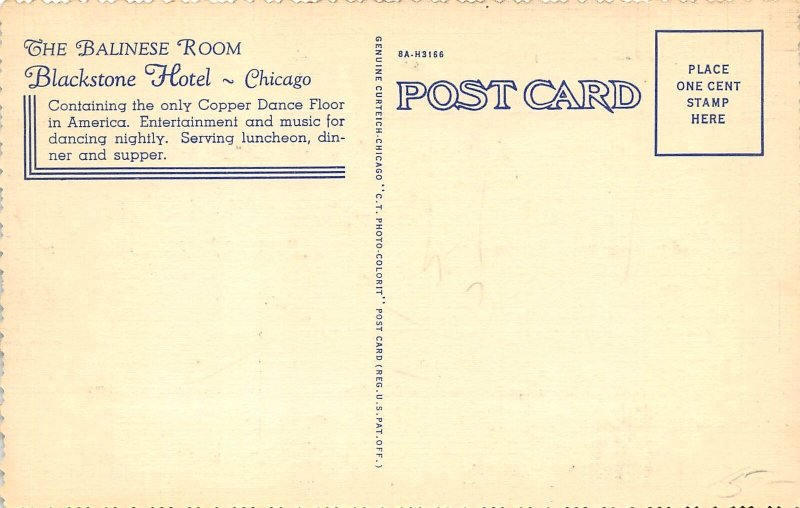 THE BALINESE ROOM
Blackstone Hotel ~ Chicago
Containing the only Copper Dance Floor
in America. Entertainment and music for
dancing nightly. Serving luncheon, din-
ner and supper.
GENUINE CURTEICH-CHICAGO "C.T. PHOTO-COLORIT" POST CARD (REG.U.S.PAT.OFF.)
8A-H3166
POST CARD
PLACE
ONE CENT
STAMP
HERE
5-